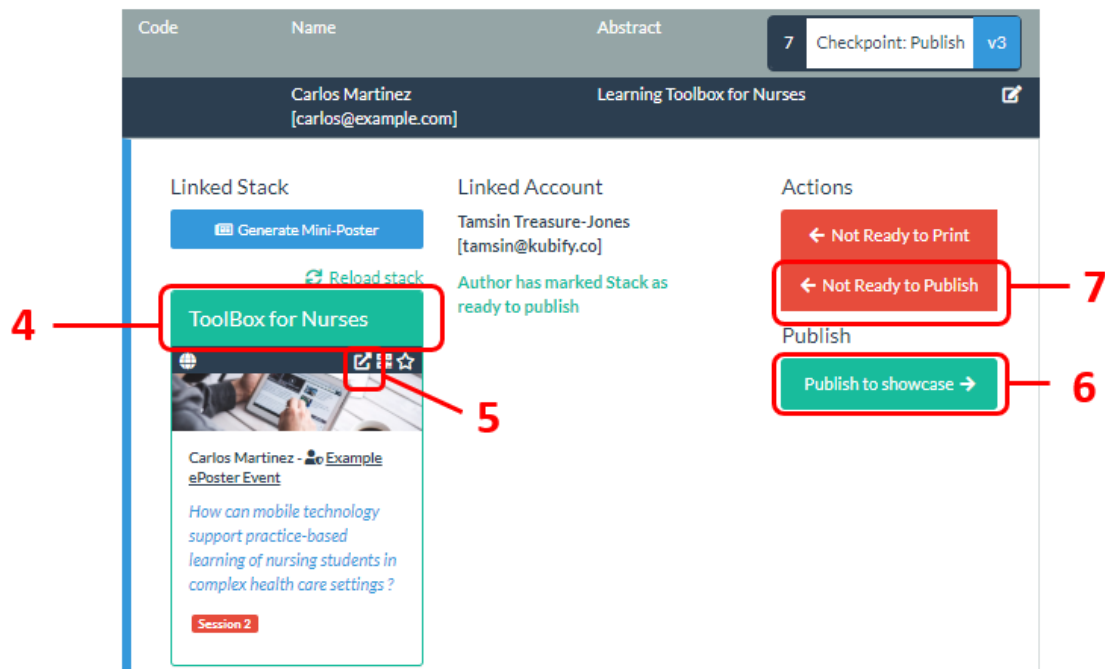 Code Name Abstract 7 Checkpoint: Publish v3
Carlos Martinez Learning Toolbox for Nurses
[carlos@example.com]
Linked Stack Linked Account Actions
Generate Mini-Poster Tamsin Treasure-Jones ← Not Ready to Print
[tamsin@kubify.co]
Reload stack Author has marked Stack as ← Not Ready to Publish 7
ready to publish
4 ToolBox for Nurses Publish
Publish to showcase → 6
5
Carlos Martinez - Example
ePoster Event
How can mobile technology
support practice-based
learning of nursing students in
complex health care settings ?
Session 2